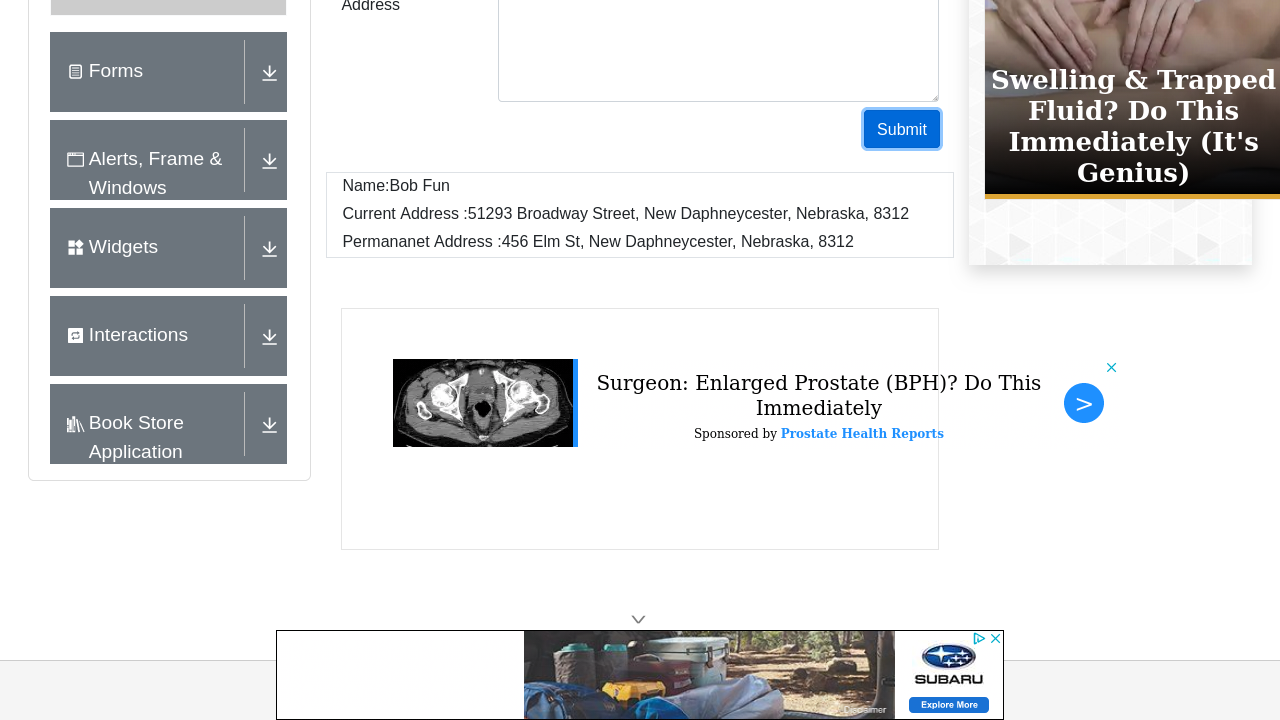 Address
Forms
Alerts, Frame &
Windows
Widgets
Interactions
Book Store
Application
Submit
Name:Bob Fun
Current Address :51293 Broadway Street, New Daphneycester, Nebraska, 8312
Permananet Address :456 Elm St, New Daphneycester, Nebraska, 8312
Swelling & Trapped
Fluid? Do This
Immediately (It's
Genius)
Surgeon: Enlarged Prostate (BPH)? Do This
Immediately
Sponsored by Prostate Health Reports
>
Disclaimer
SUBARU
Explore More